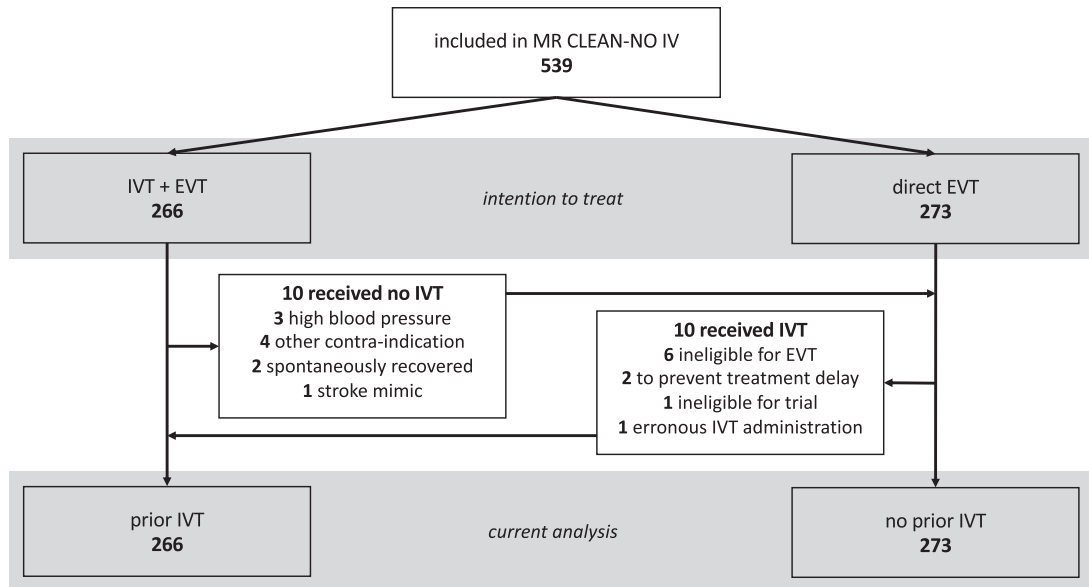 included in MR CLEAN-NO IV
539
IVT + EVT
266
intention to treat
direct EVT
273
10 received no IVT
3 high blood pressure
4 other contra-indication
2 spontaneously recovered
1 stroke mimic
10 received IVT
6 ineligible for EVT
2 to prevent treatment delay
1 ineligible for trial
1 erronous IVT administration
prior IVT
266
current analysis
no prior IVT
273